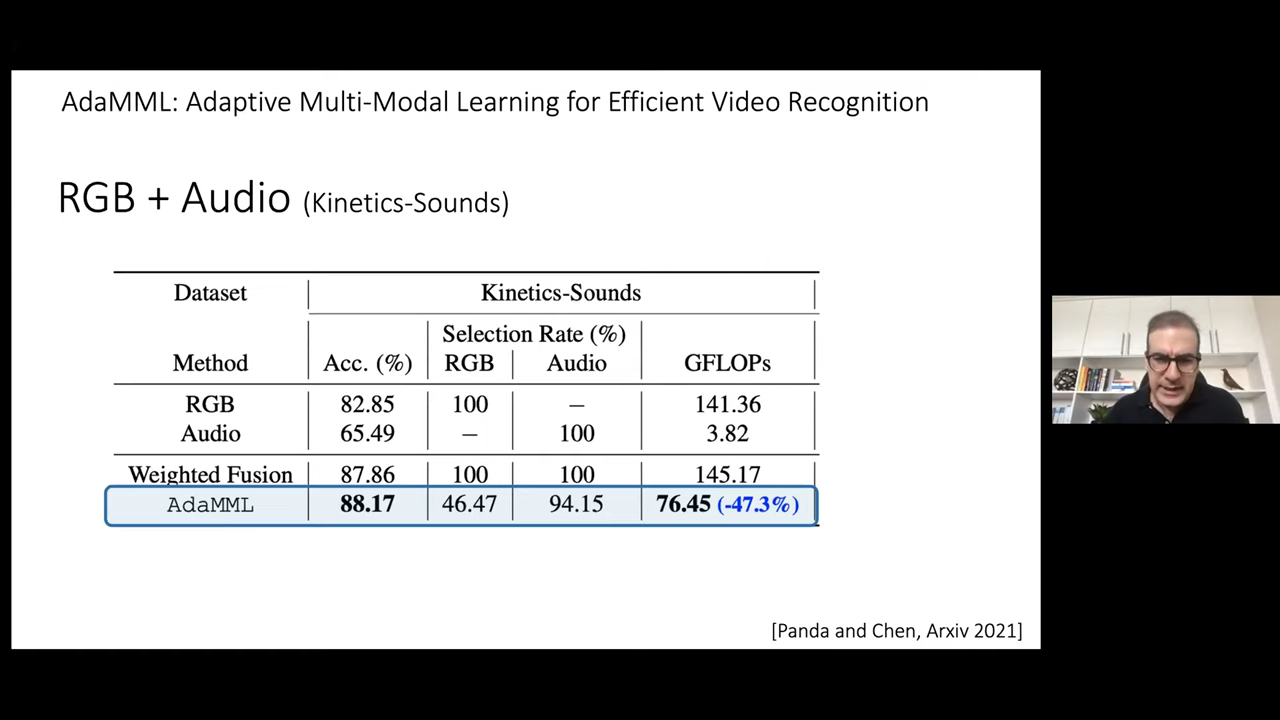 AdaMML: Adaptive Multi-Modal Learning for Efficient Video Recognition
RGB + Audio (Kinetics-Sounds)
Dataset Kinetics-Sounds
Selection Rate (%)
Method Acc. (%) RGB Audio GFLOPs
RGB 82.85 100 — 141.36
Audio 65.49 — 100 3.82
Weighted Fusion 87.86 100 100 145.17
AdaMML 88.17 46.47 94.15 76.45 (-47.3%)
[Panda and Chen, Arxiv 2021]